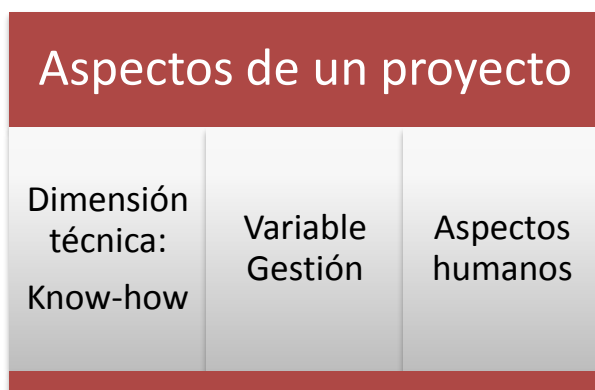 Aspectos de un proyecto
Dimensión
técnica:
Know-how
Variable
Gestión
Aspectos
humanos